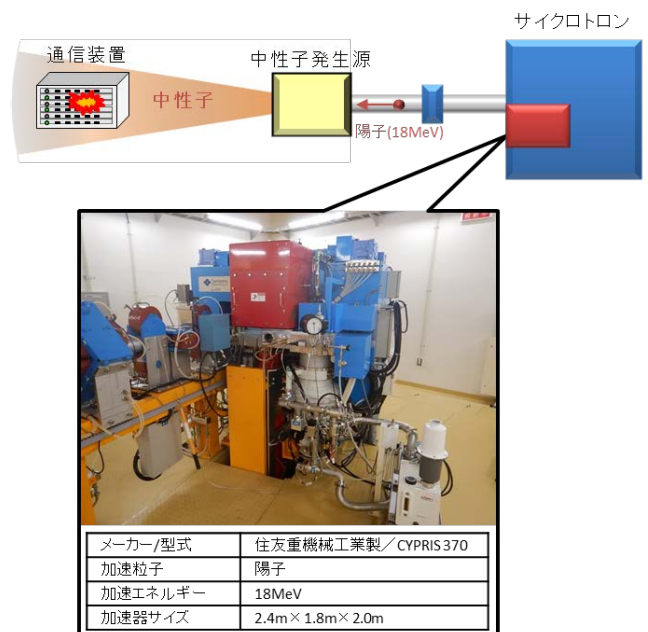 サイクロトロン
通信装置
中性子発生源
中性子
陽子(18MeV)
メーカー/型式 住友重機械工業製／CYPRIS 370
加速粒子 陽子
加速エネルギー 18MeV
加速器サイズ 2.4m×1.8m×2.0m